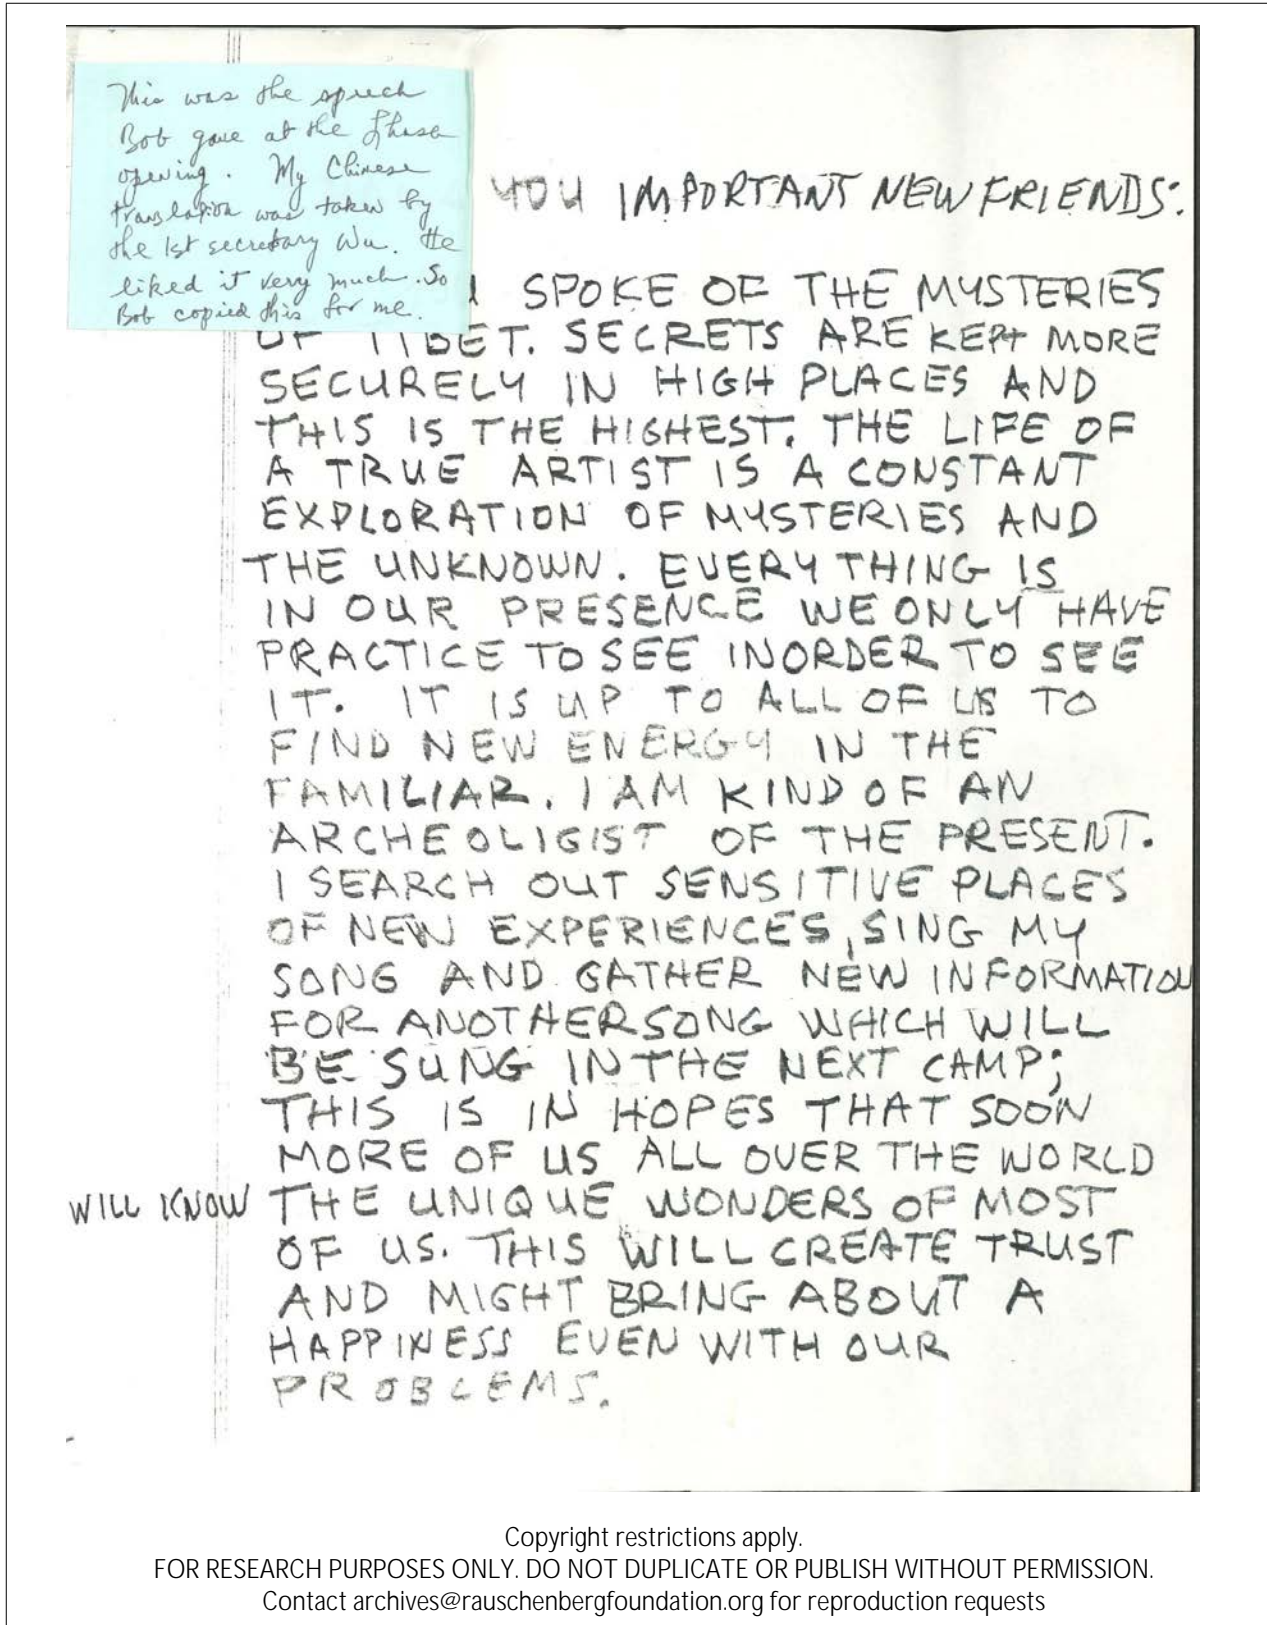 This was the speech
Bob gave at the Lhasa
opening. My Chinese
translation was taken by
the 1st secretary Wu. He
liked it very much. So
Bob copied this for me.
YOU IMPORTANT NEW FRIENDS:
SPOKE OF THE MYSTERIES
OF TIBET. SECRETS ARE KEPT MORE
SECURELY IN HIGH PLACES AND
THIS IS THE HIGHEST. THE LIFE OF
A TRUE ARTIST IS A CONSTANT
EXPLORATION OF MYSTERIES AND
THE UNKNOWN. EVERY THING IS
IN OUR PRESENCE WE ONLY HAVE
PRACTICE TO SEE INORDER TO SEE
IT. IT IS UP TO ALL OF US TO
FIND NEW ENERGY IN THE
FAMILIAR. I AM KIND OF AN
ARCHEOLIGIST OF THE PRESENT.
I SEARCH OUT SENSITIVE PLACES
OF NEW EXPERIENCES, SING MY
SONG AND GATHER NEW INFORMATION
FOR ANOTHER SONG WHICH WILL
BE SUNG IN THE NEXT CAMP;
THIS IS IN HOPES THAT SOON
MORE OF US ALL OVER THE WORLD
WILL KNOW THE UNIQUE WONDERS OF MOST
OF US. THIS WILL CREATE TRUST
AND MIGHT BRING ABOUT A
HAPPINESS EVEN WITH OUR
PROBLEMS.
Copyright restrictions apply.
FOR RESEARCH PURPOSES ONLY. DO NOT DUPLICATE OR PUBLISH WITHOUT PERMISSION.
Contact archives@rauschenbergfoundation.org for reproduction requests